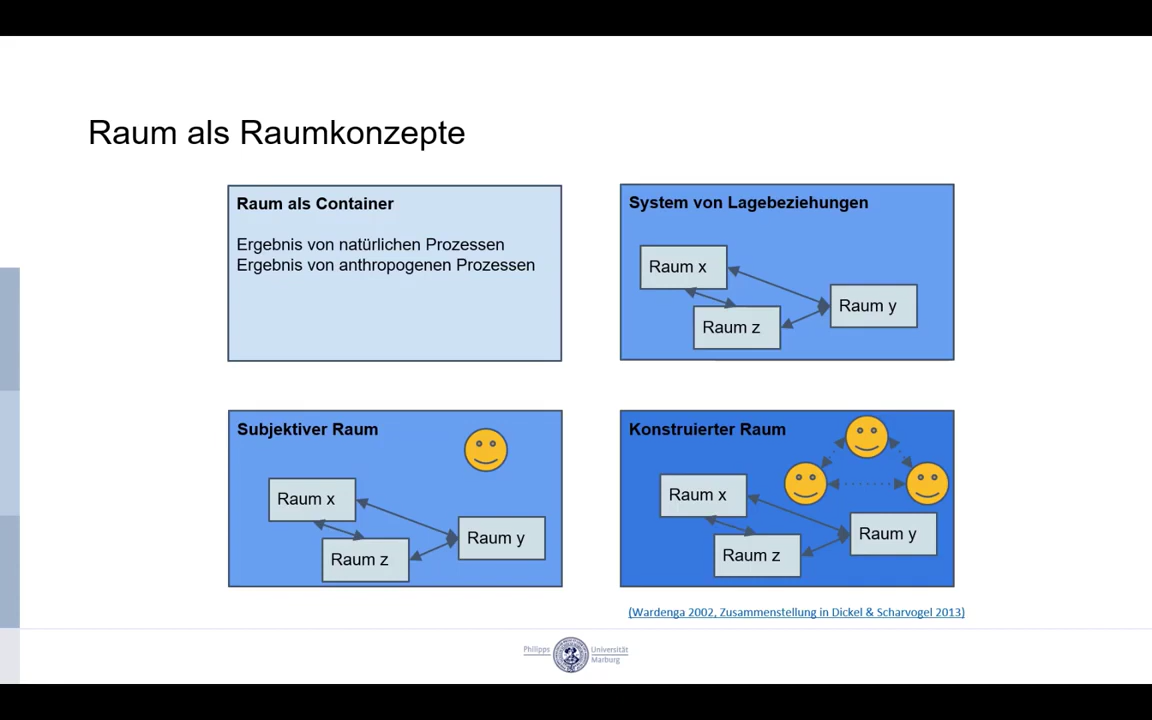 Raum als Raumkonzepte
Raum als Container
Ergebnis von natürlichen Prozessen
Ergebnis von anthropogenen Prozessen
System von Lagebeziehungen
Raum x
Raum y
Raum z
Subjektiver Raum
Raum x
Raum y
Raum z
Konstruierter Raum
Raum x
Raum y
Raum z
(Wardenga 2002, Zusammenstellung in Dickel & Scharvogel 2013)
Philipps
Universität
Marburg